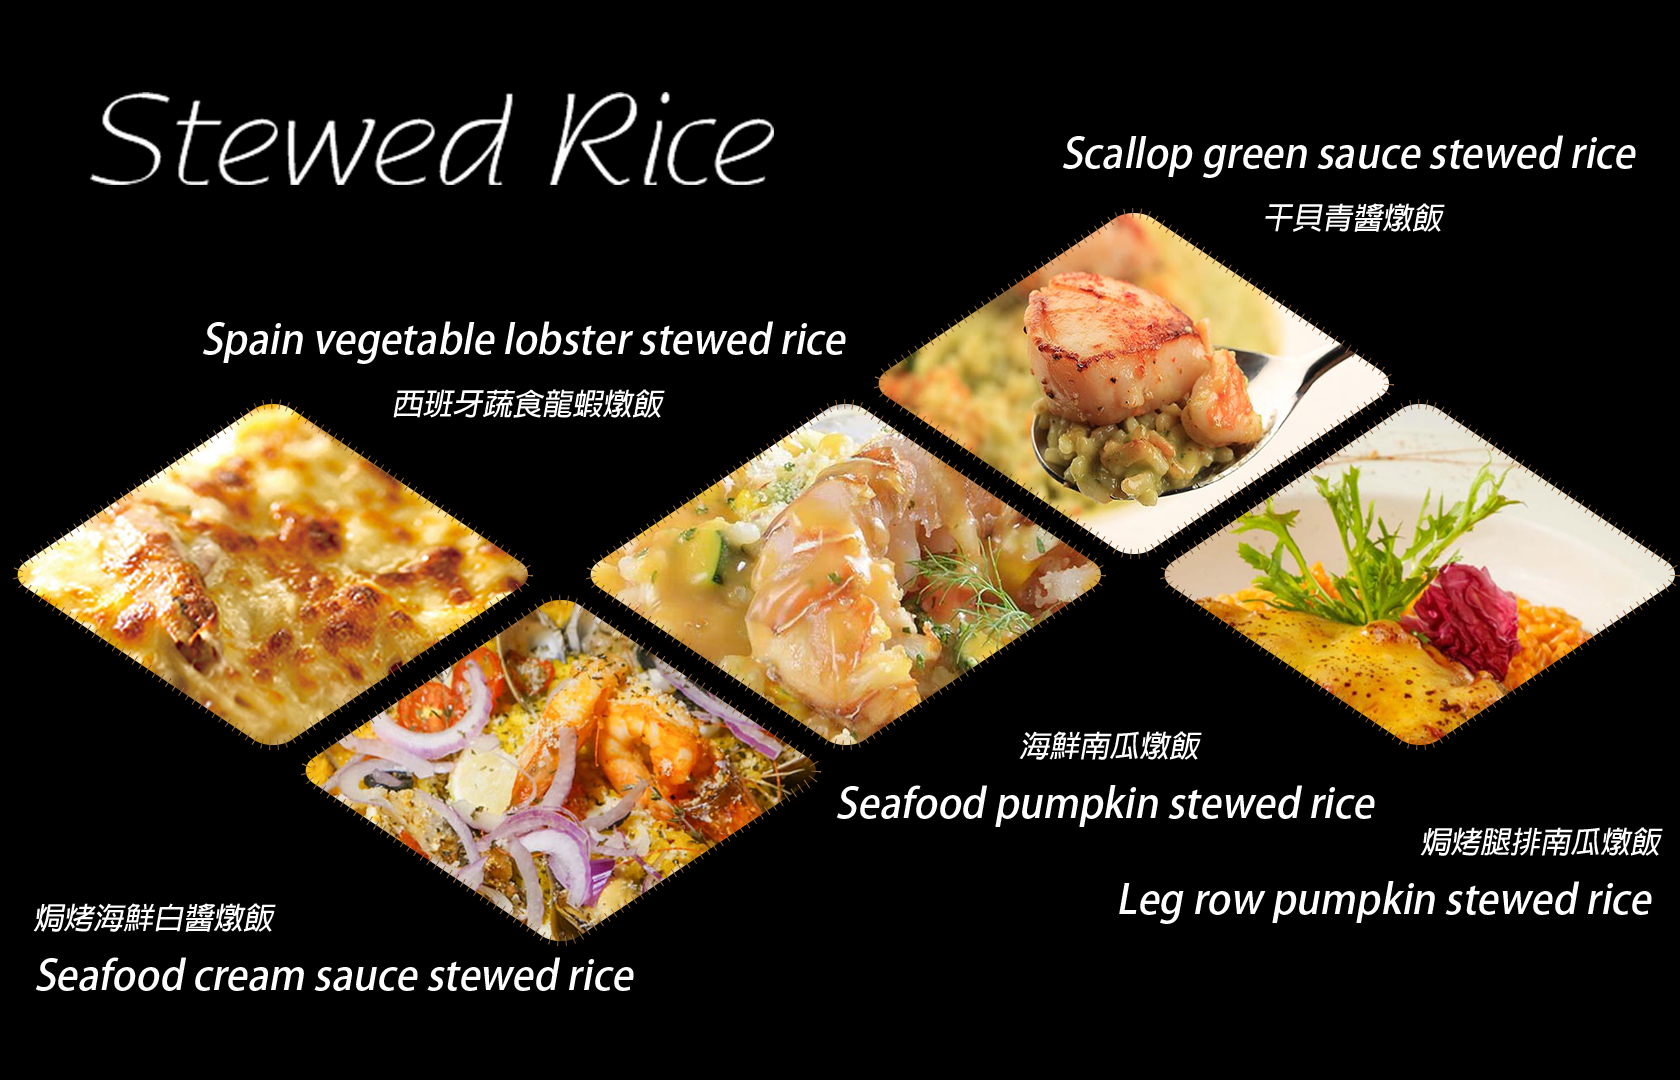 Stewed Rice
Scallop green sauce stewed rice
干貝青醬燉飯
Spain vegetable lobster stewed rice
西班牙蔬食龍蝦燉飯
海鮮南瓜燉飯
Seafood pumpkin stewed rice
焗烤腿排南瓜燉飯
Leg row pumpkin stewed rice
焗烤海鮮白醬燉飯
Seafood cream sauce stewed rice